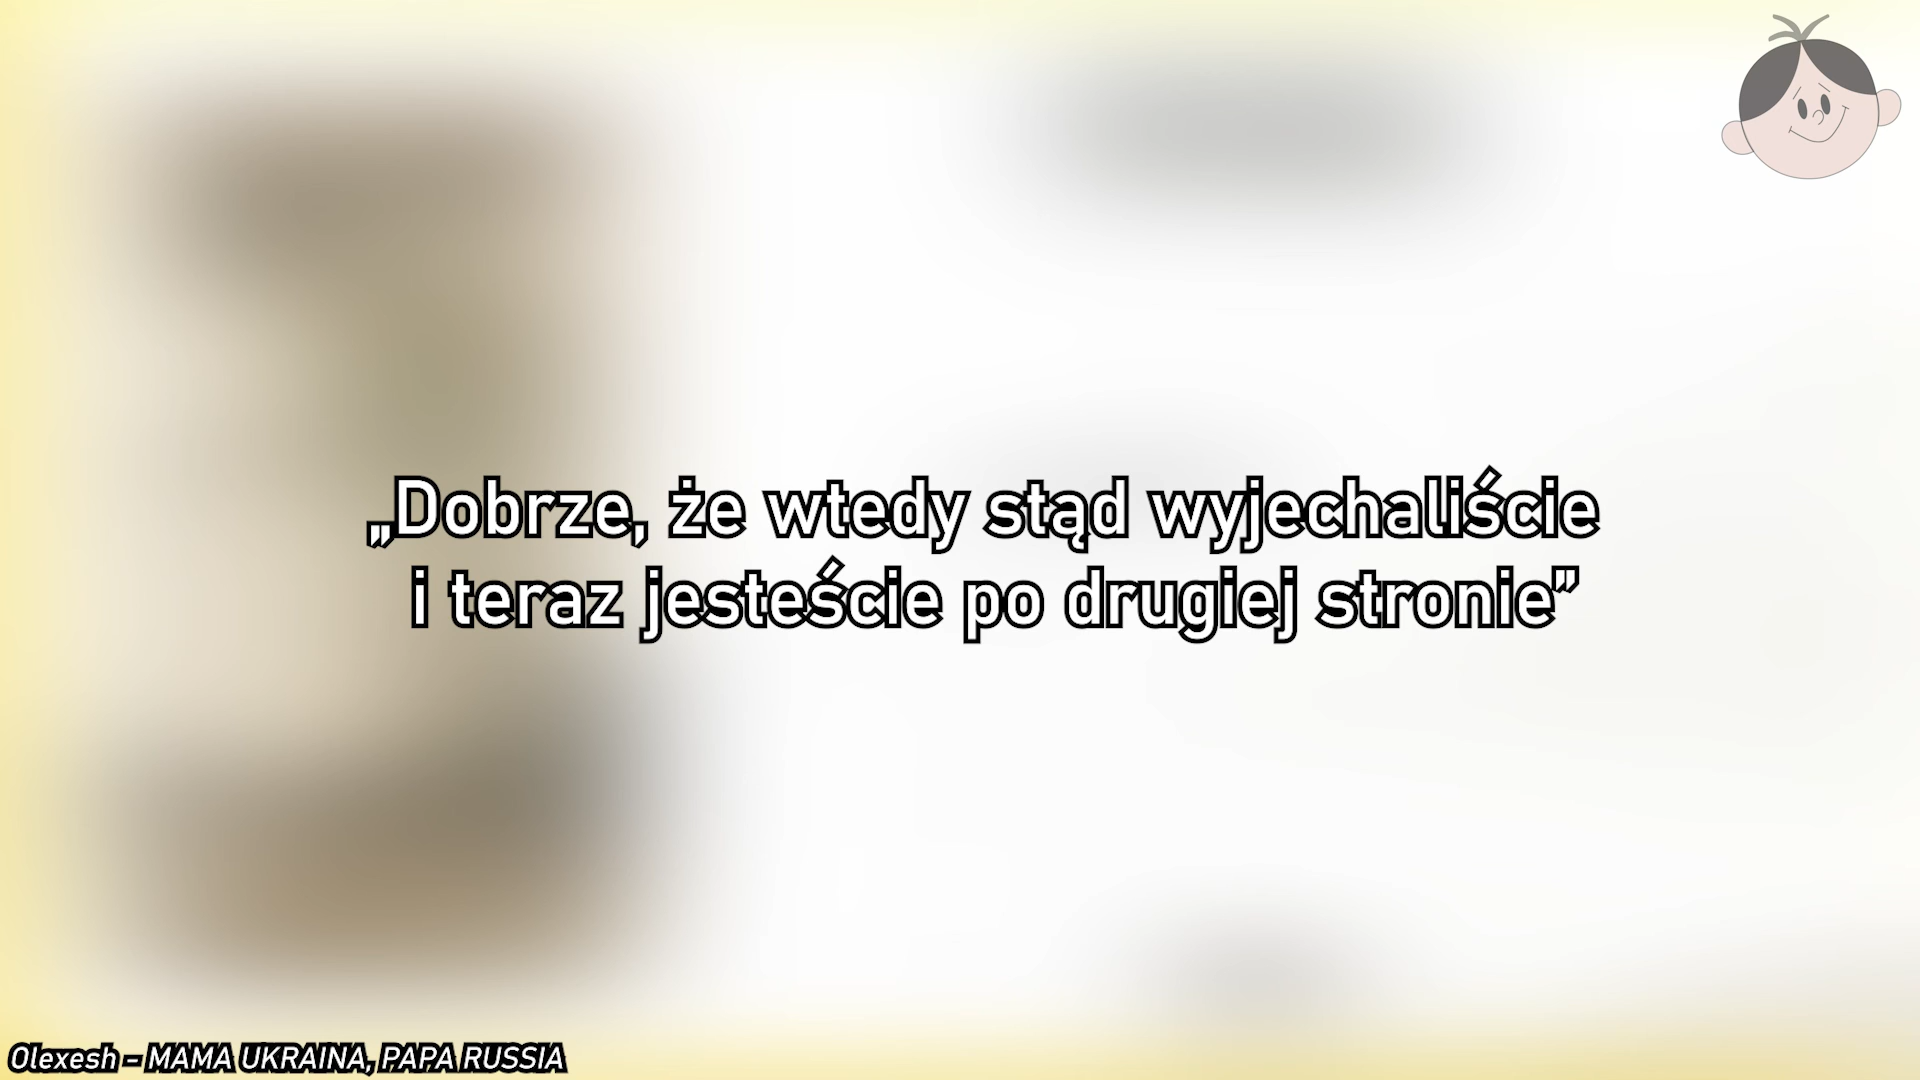 „Dobrze, że wtedy stąd wyjechaliście
i teraz jesteście po drugiej stronie”
Olexesh - MAMA UKRAINA, PAPA RUSSIA